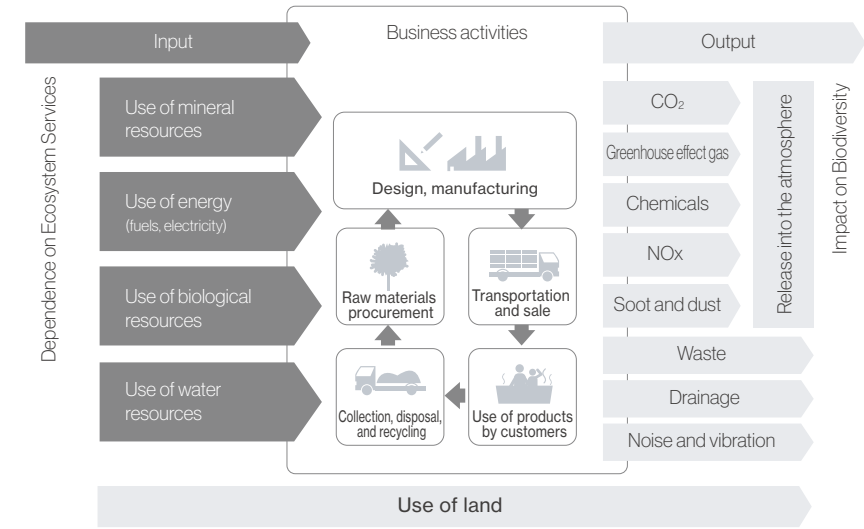 Input
Business activities
Output
Dependence on Ecosystem Services
Use of mineral
resources
Use of energy
(fuels, electricity)
Use of biological
resources
Use of water
resources
Design, manufacturing
Raw materials
procurement
Transportation
and sale
Collection, disposal,
and recycling
Use of products
by customers
CO₂
Greenhouse effect gas
Chemicals
NOx
Soot and dust
Release into the atmosphere
Waste
Drainage
Noise and vibration
Impact on Biodiversity
Use of land